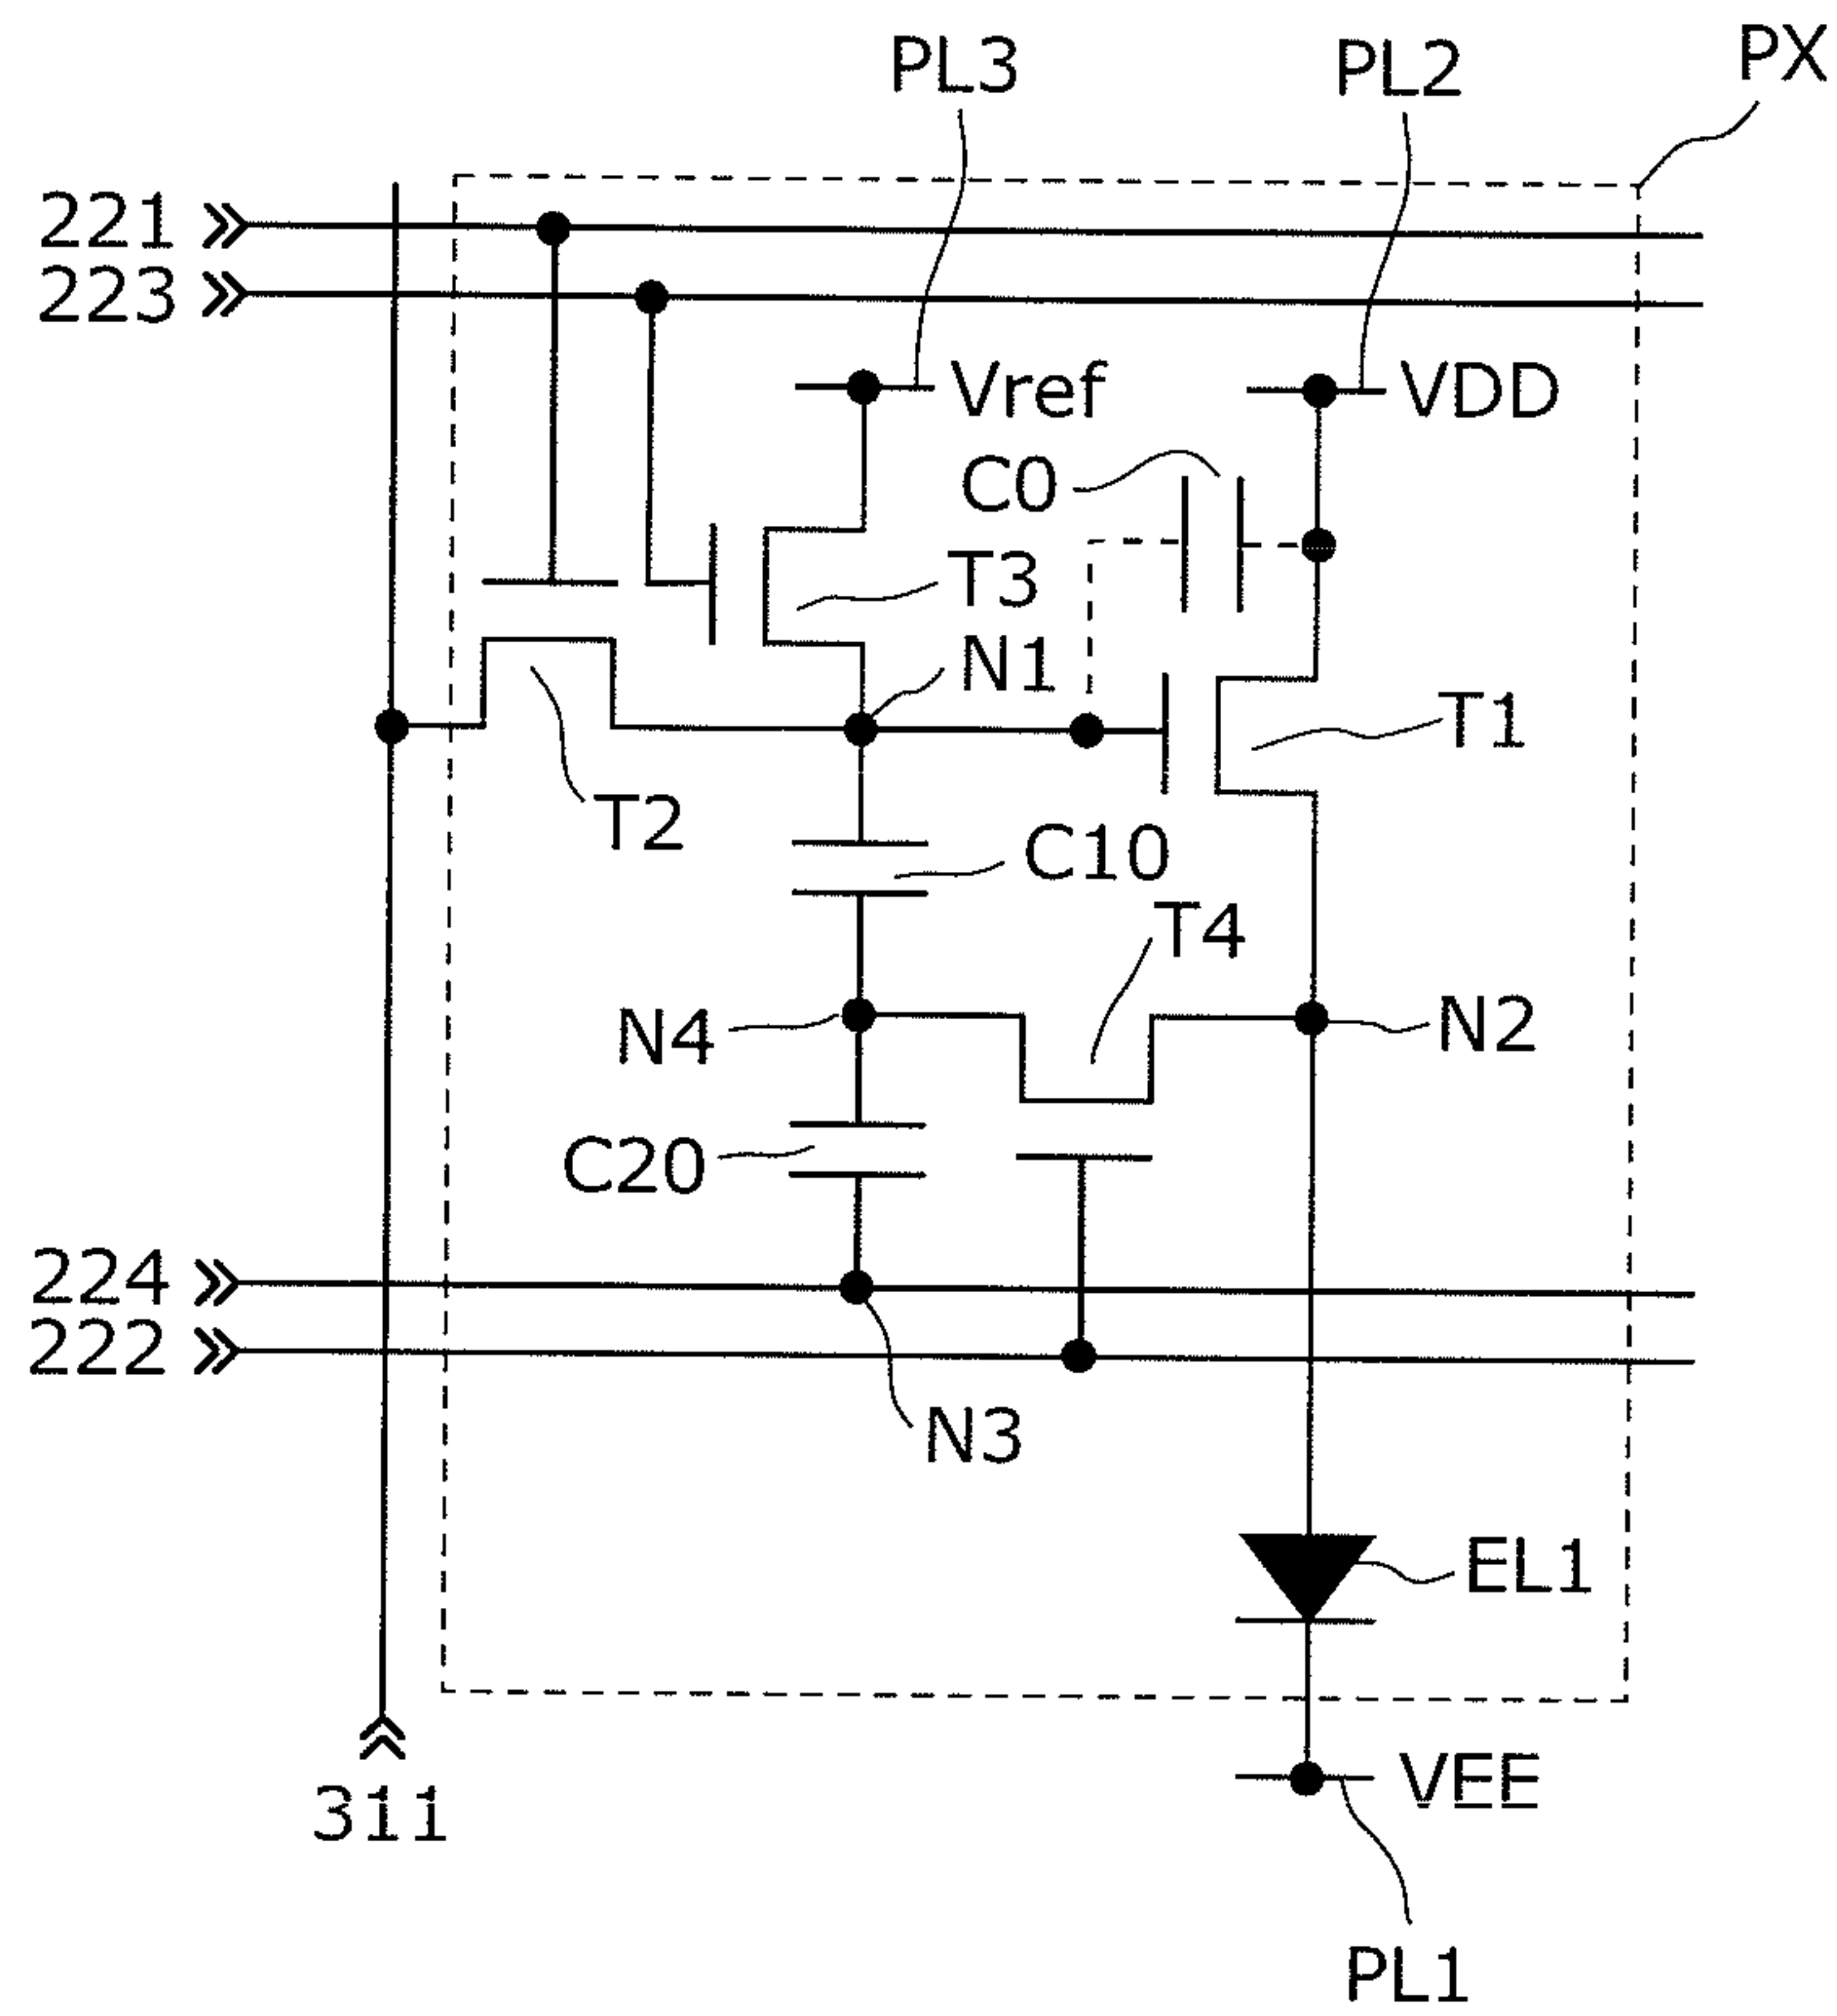 PX
PL3
PL2
221
223
Vref
VDD
C0
T3
N1
T1
T2
C10
T4
N4
N2
C20
224
222
N3
EL1
VEE
311
PL1